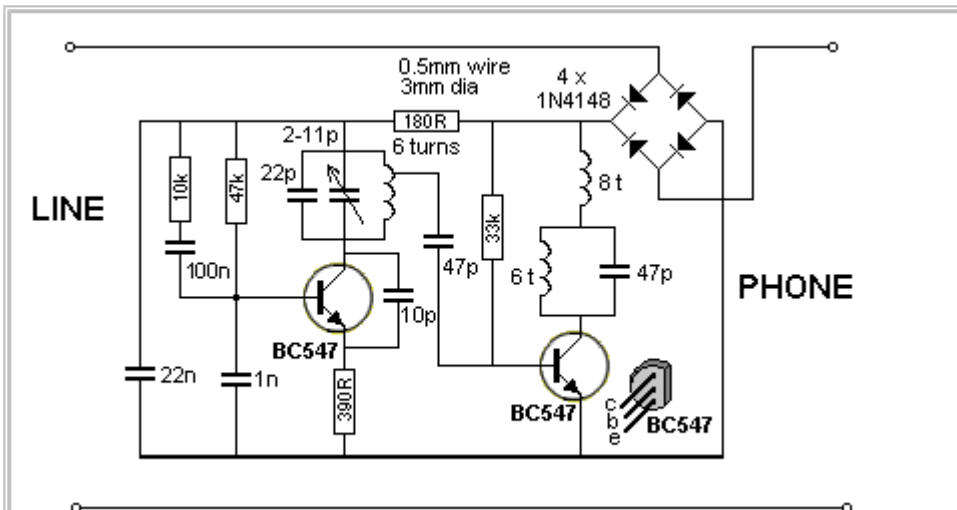 0.5mm wire
3mm dia
4 x
1N4148
180R
6 turns
2-11p
22p
10k
47k
LINE
100n
47p
33k
8 t
6 t
47p
PHONE
10p
BC547
22n
1n
390R
BC547
c
b
e
BC547